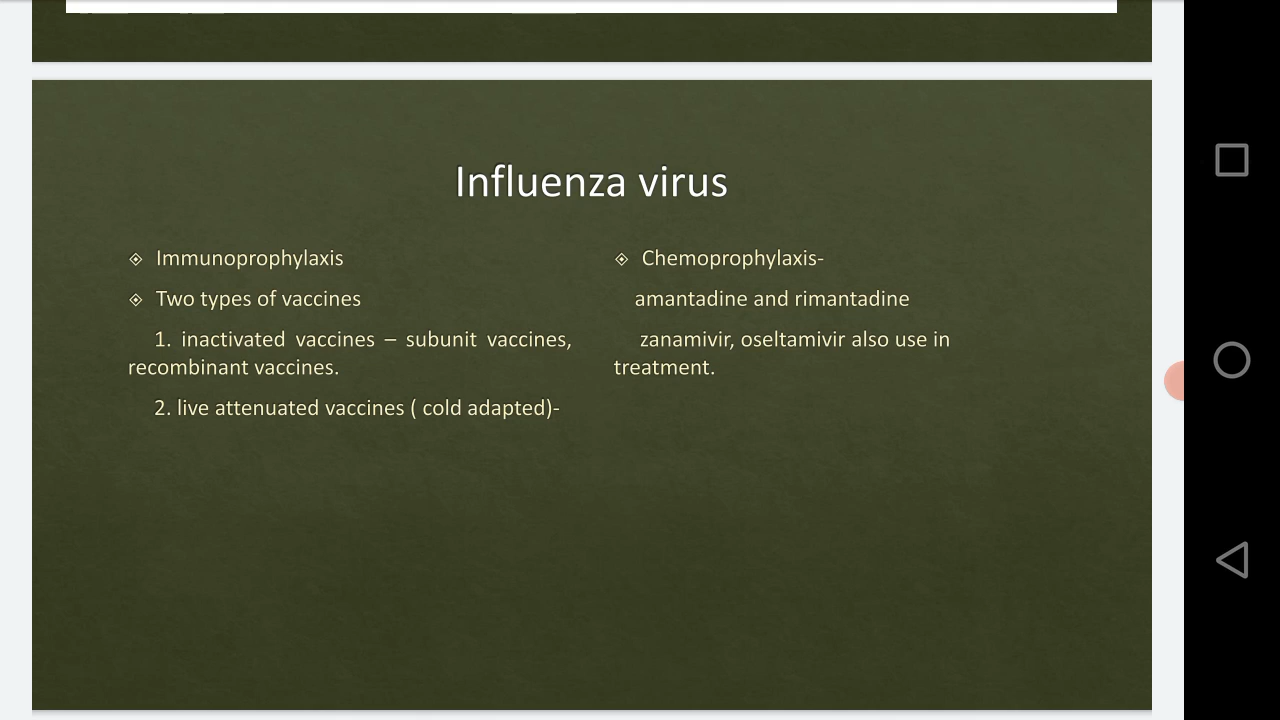 Influenza virus
Immunoprophylaxis
Two types of vaccines
1. inactivated vaccines – subunit vaccines,
recombinant vaccines.
2. live attenuated vaccines ( cold adapted)-
Chemoprophylaxis-
amantadine and rimantadine
zanamivir, oseltamivir also use in
treatment.